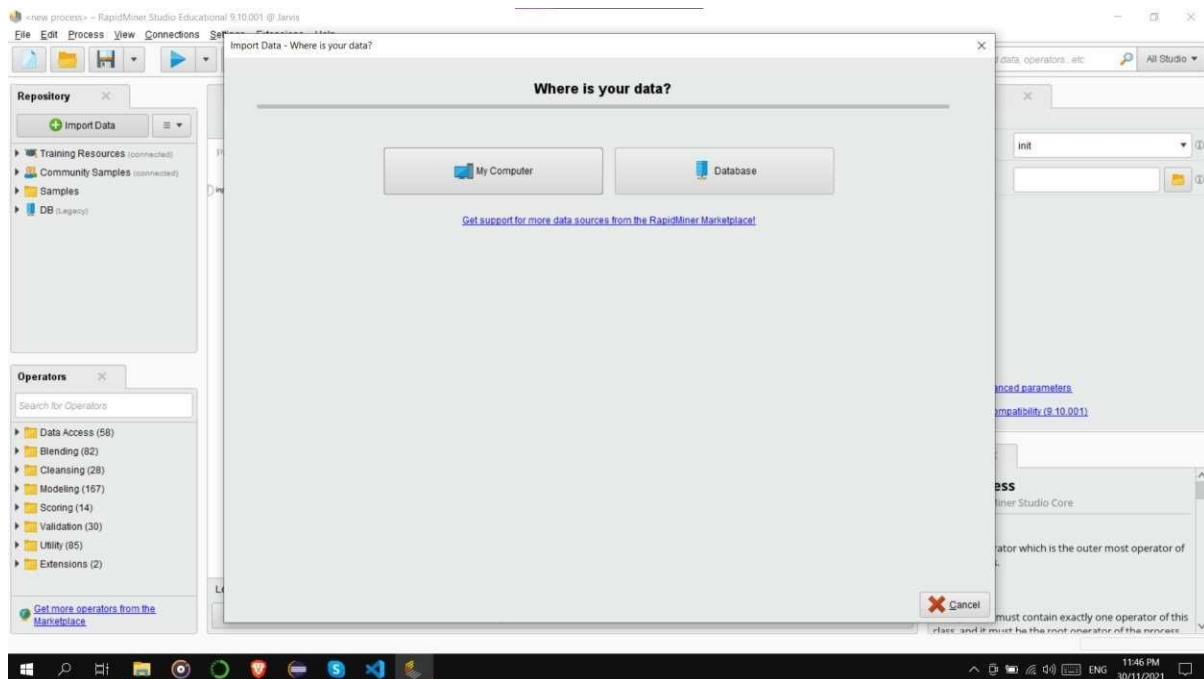 <new process> – RapidMiner Studio Educational 9.10.001 @ Jarvis
File Edit Process View Connections
Import Data - Where is your data?
data, operators...etc
All Studio
Where is your data?
Repository
Import Data
Training Resources (connected)
Community Samples (connected)
Samples
DB (Legacy)
My Computer
Database
Get support for more data sources from the RapidMiner Marketplace!
init
Operators
Search for Operators
Data Access (58)
Blending (82)
Cleansing (28)
Modeling (167)
Scoring (14)
Validation (30)
Utility (85)
Extensions (2)
Get more operators from the
Marketplace
parameters
(9.10.001)
Studio Core
which is the outer most operator of
Cancel
must contain exactly one operator of this
class, and it must be the root operator of the process
ENG
11:46 PM
30/11/2021